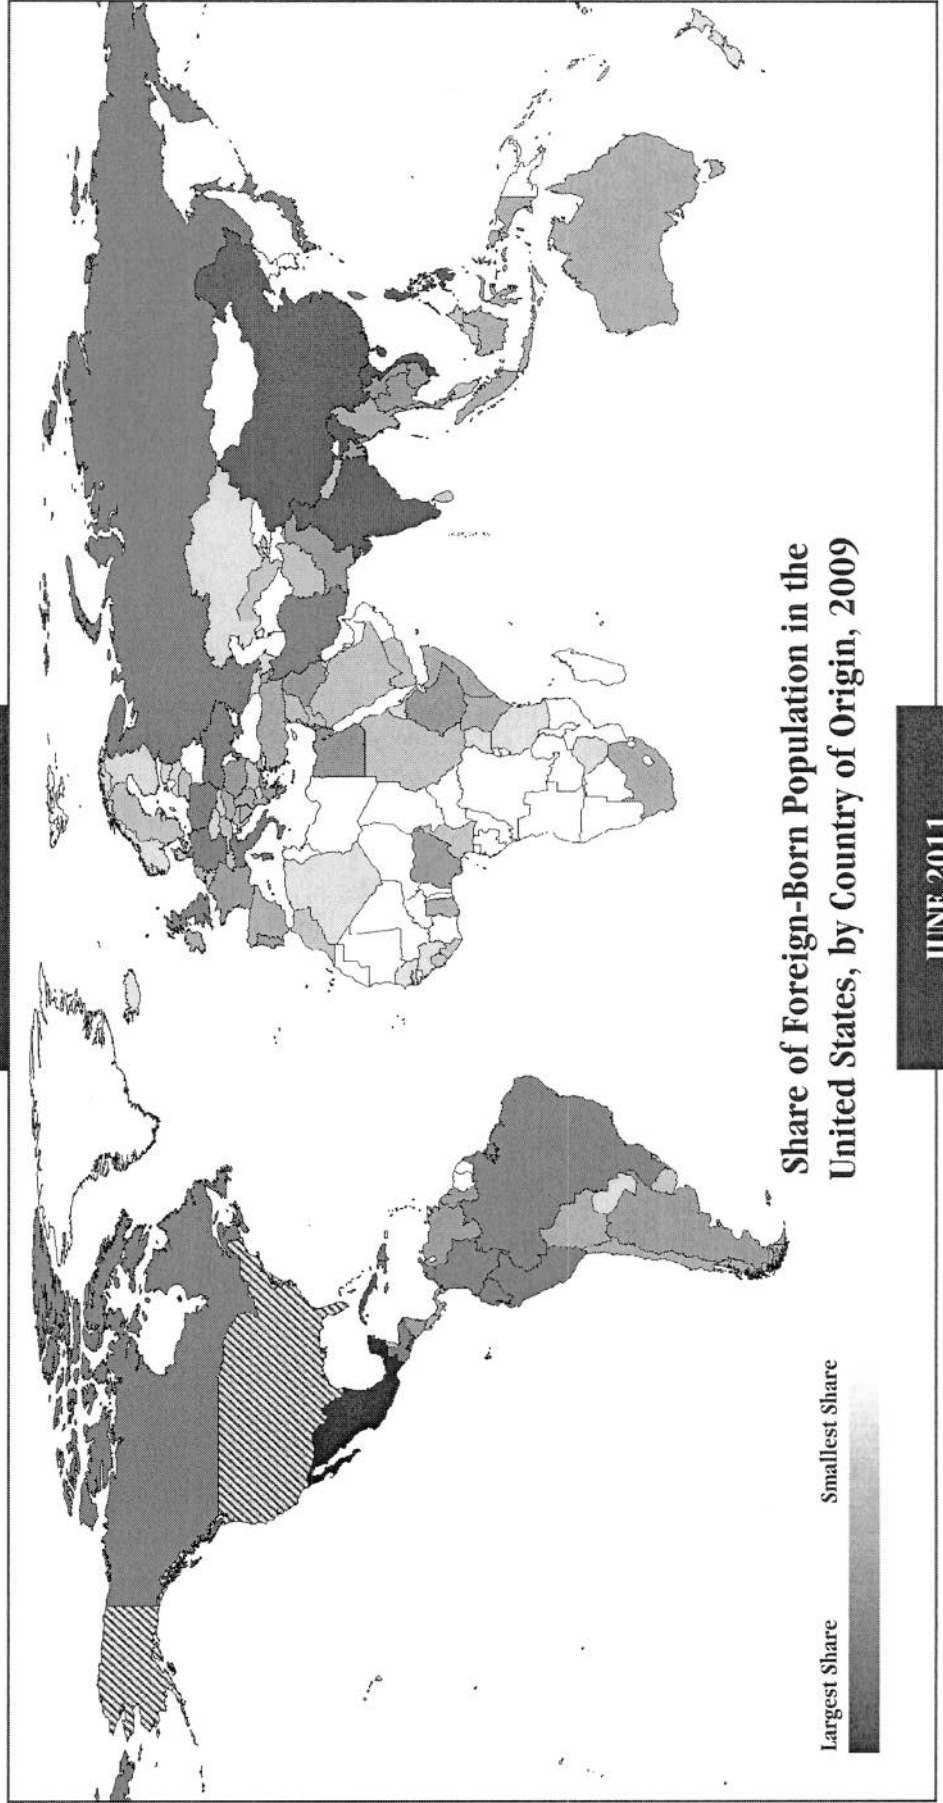 Share of Foreign-Born Population in the
United States, by Country of Origin, 2009
Largest Share
Smallest Share
JUNE 2011